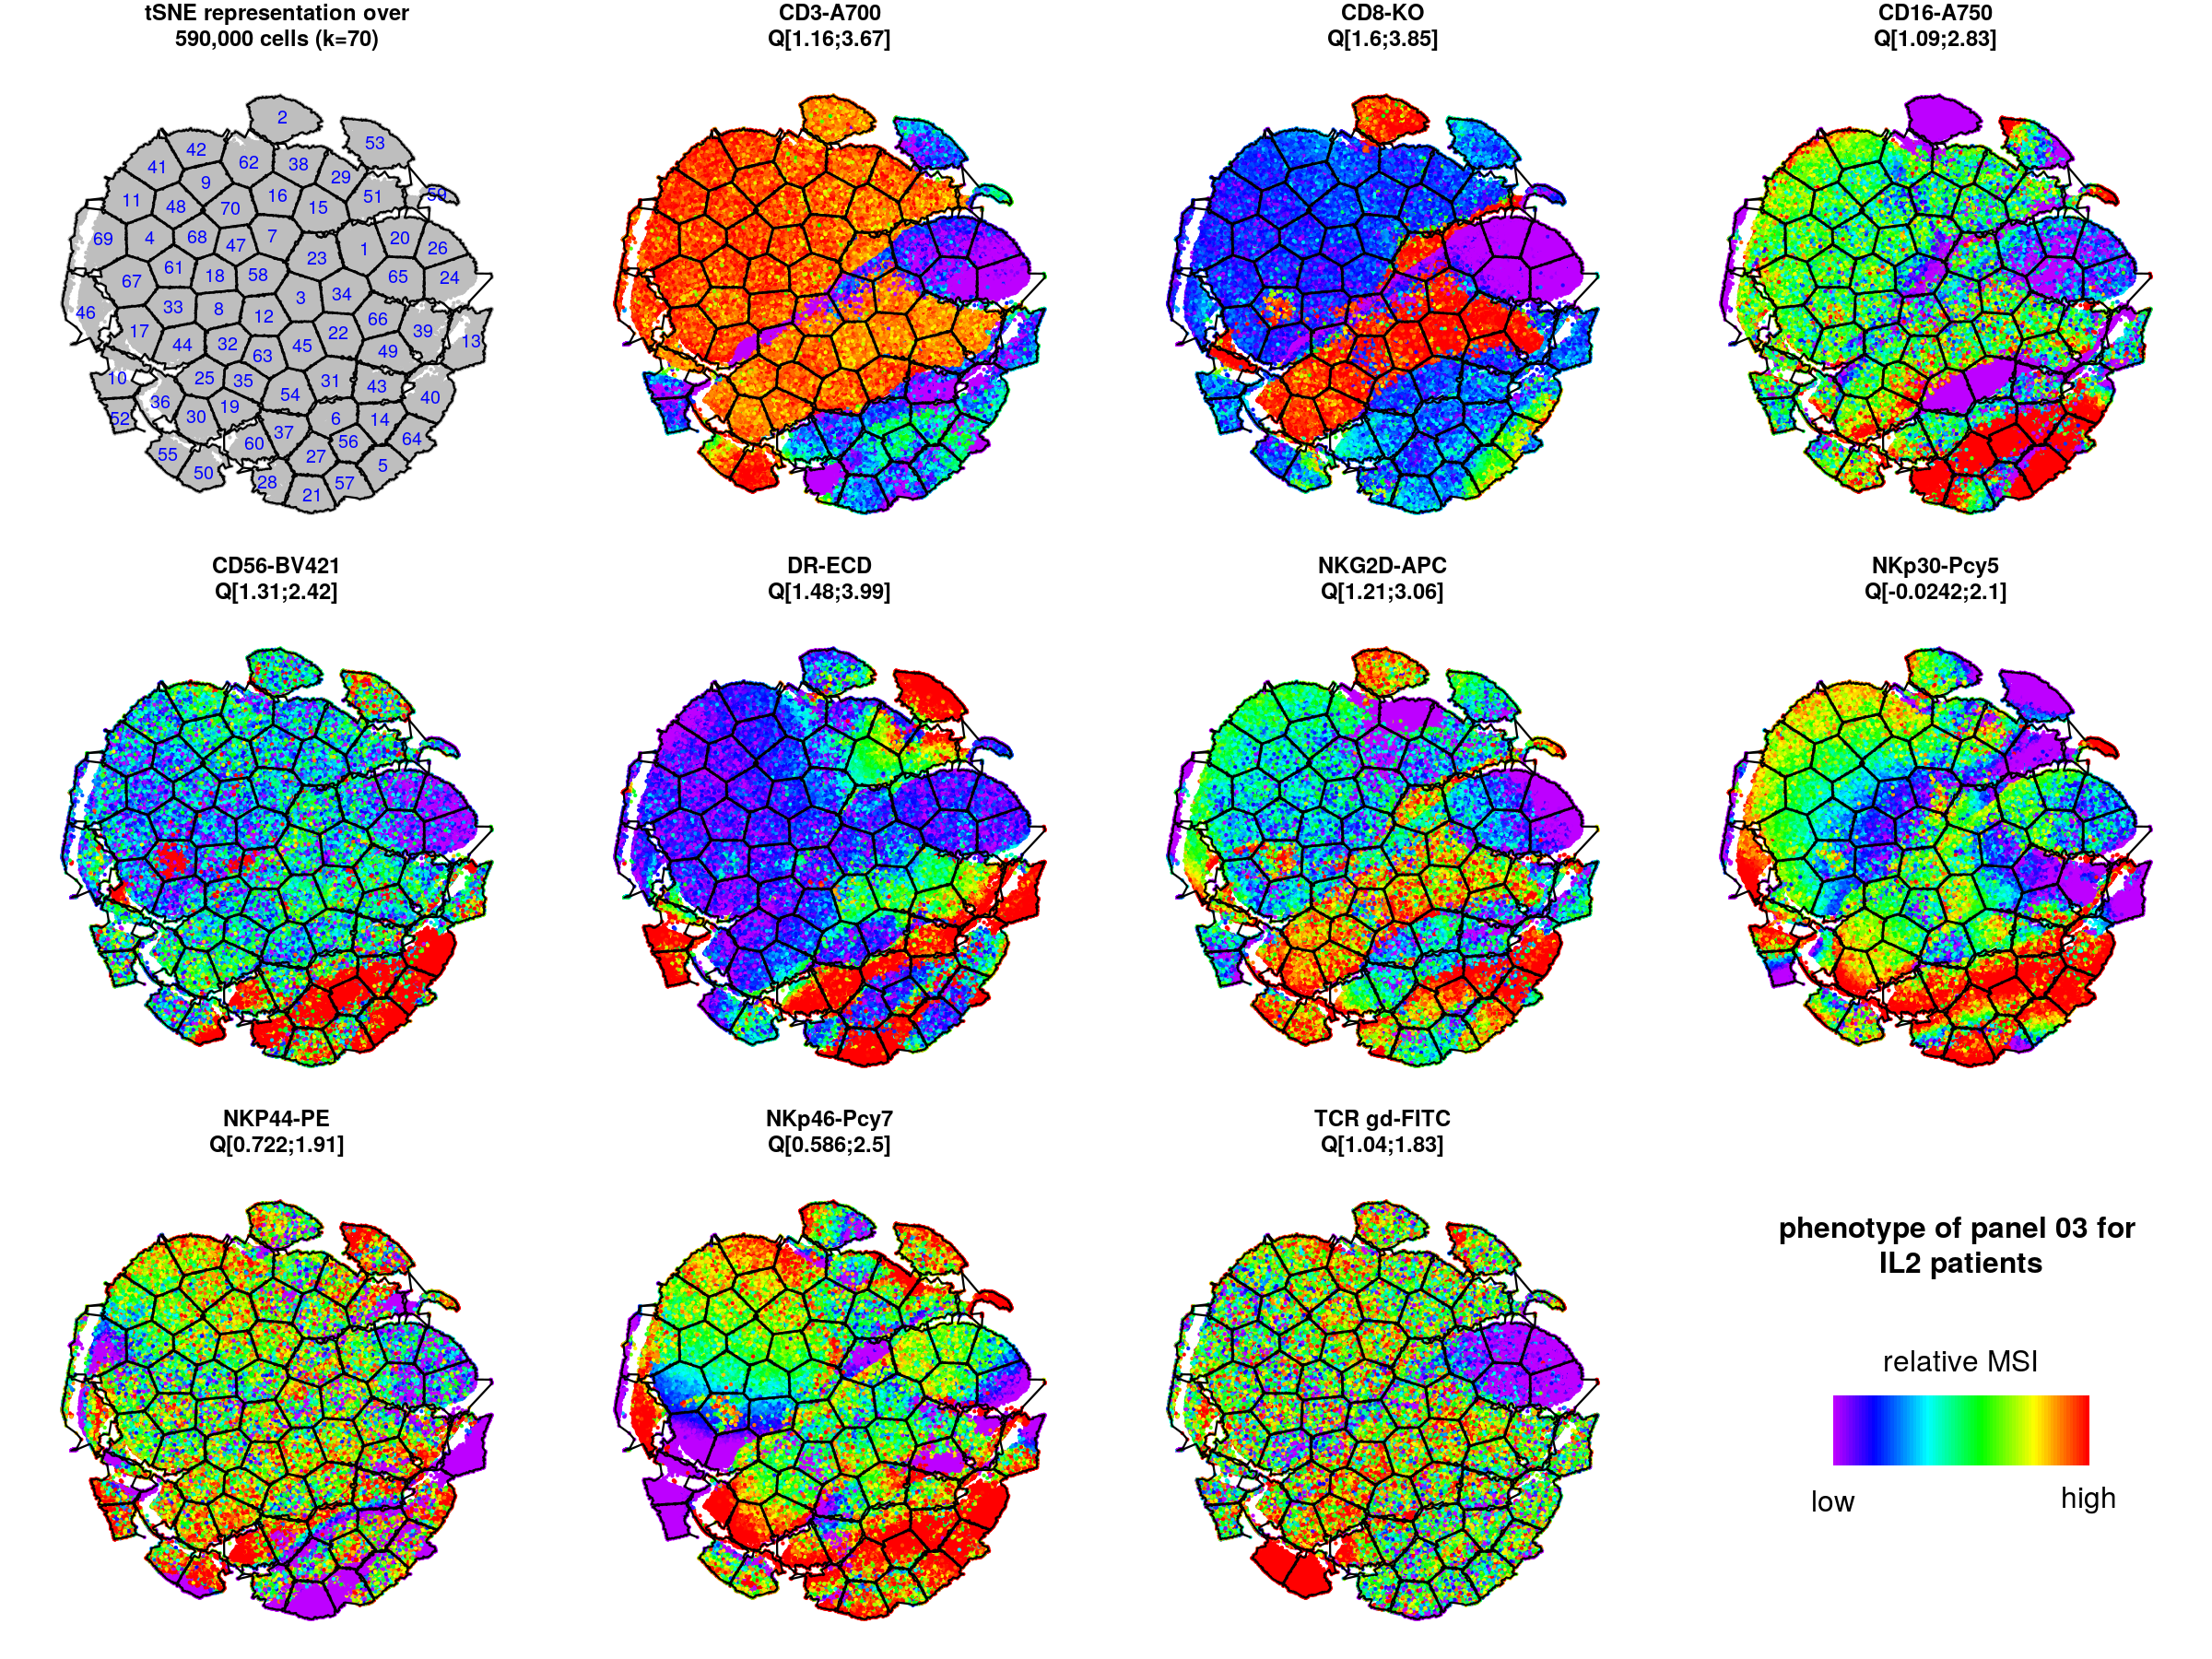 tSNE representation over
590,000 cells (k=70)
CD3-A700
Q[1.16;3.67]
CD8-KO
Q[1.6;3.85]
CD16-A750
Q[1.09;2.83]
2
53
42
62
38
41
29
9
59
11
48
70
16
15
51
69
4
68
47
7
23
1
20
26
67
61
18
58
65
24
46
33
8
12
3
34
66
17
44
32
63
45
22
49
39
13
10
25
35
54
31
43
52
36
30
19
6
14
40
60
37
56
64
55
50
27
5
28
21
57
CD56-BV421
Q[1.31;2.42]
DR-ECD
Q[1.48;3.99]
NKG2D-APC
Q[1.21;3.06]
NKp30-Pcy5
Q[-0.0242;2.1]
NKP44-PE
Q[0.722;1.91]
NKp46-Pcy7
Q[0.586;2.5]
TCR gd-FITC
Q[1.04;1.83]
phenotype of panel 03 for
IL2 patients
relative MSI
low
high